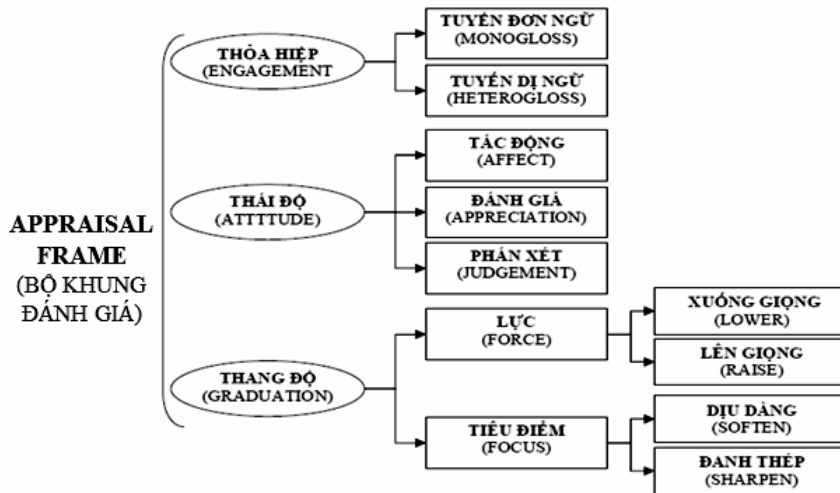 APPRAISAL
FRAME
(BỘ KHUNG
ĐÁNH GIÁ)
THỎA HIỆP
(ENGAGEMENT
TUYẾN ĐƠN NGỮ
(MONOGLOSS)
TUYẾN DỊ NGỮ
(HETEROGLOSS)
THÁI ĐỘ
(ATTTTUDE)
TÁC ĐỘNG
(AFFECT)
ĐÁNH GIÁ
(APPRECIATION)
PHÁN XÉT
(JUDGEMENT)
THANG ĐỘ
(GRADUATION)
LỰC
(FORCE)
XUỐNG GIỌNG
(LOWER)
LÊN GIỌNG
(RAISE)
TIÊU ĐIỂM
(FOCUS)
DỊU DÀNG
(SOFTEN)
ĐANH THÉP
(SHARPEN)